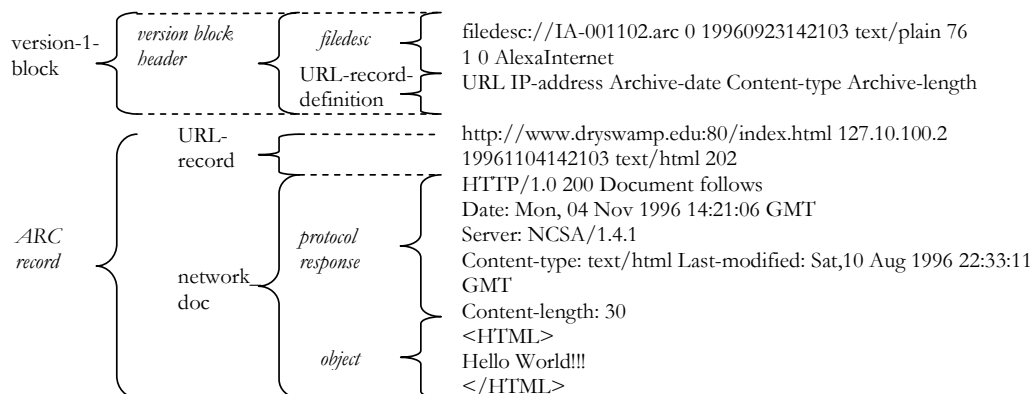 version-1-
block
version block
header
filedesc
URL-record-
definition
filedesc://IA-001102.arc 0 19960923142103 text/plain 76
1 0 AlexaInternet
URL IP-address Archive-date Content-type Archive-length
ARC
record
URL-
record
http://www.dryswamp.edu:80/index.html 127.10.100.2
19961104142103 text/html 202
network
doc
protocol
response
HTTP/1.0 200 Document follows
Date: Mon, 04 Nov 1996 14:21:06 GMT
Server: NCSA/1.4.1
Content-type: text/html Last-modified: Sat,10 Aug 1996 22:33:11
GMT
Content-length: 30
object
<HTML>
Hello World!!!
</HTML>